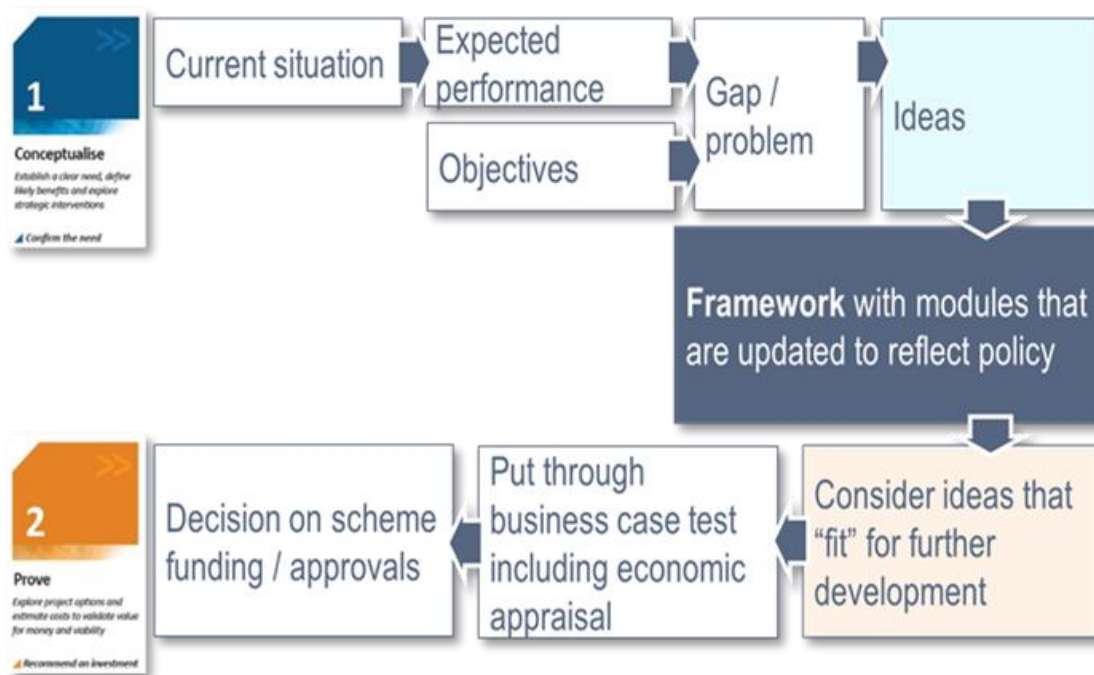 1
Conceptualise
Establish a clear need, define
likely benefits and explore
strategic interventions
Confirm the need
Current situation
Expected
performance
Objectives
Gap /
problem
Ideas
Framework with modules that
are updated to reflect policy
2
Prove
Explore project options and
estimate costs to validate value
for money and viability
Recommend on investment
Decision on scheme
funding / approvals
Put through
business case test
including economic
appraisal
Consider ideas that
“fit” for further
development